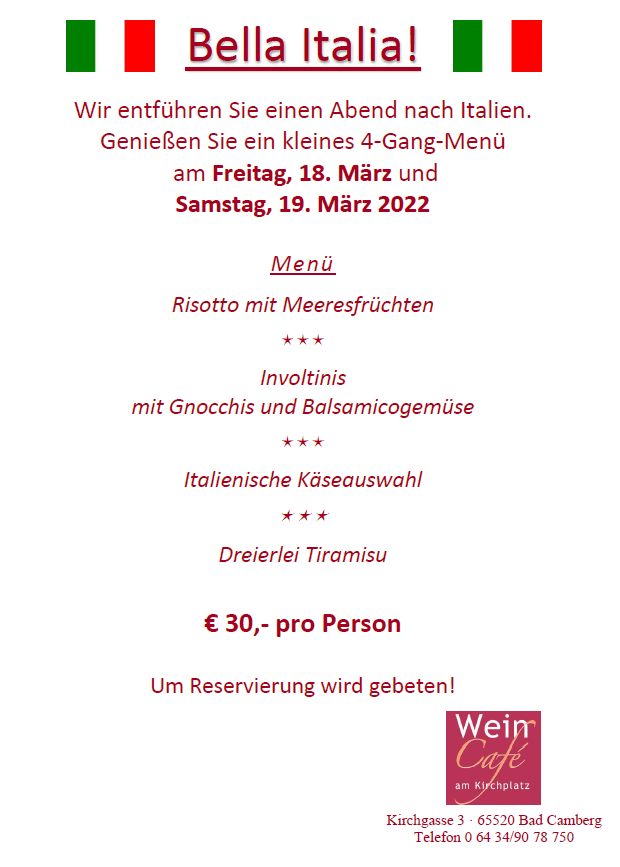 Bella Italia!
Wir entführen Sie einen Abend nach Italien.
Genießen Sie ein kleines 4-Gang-Menü
am Freitag, 18. März und
Samstag, 19. März 2022
Menü
Risotto mit Meeresfrüchten
***
Involtinis
mit Gnocchis und Balsamicogemüse
***
Italienische Käseauswahl
***
Dreierlei Tiramisu
€ 30,- pro Person
Um Reservierung wird gebeten!
Wein
Café
am Kirchplatz
Kirchgasse 3 · 65520 Bad Camberg
Telefon 0 64 34/90 78 750